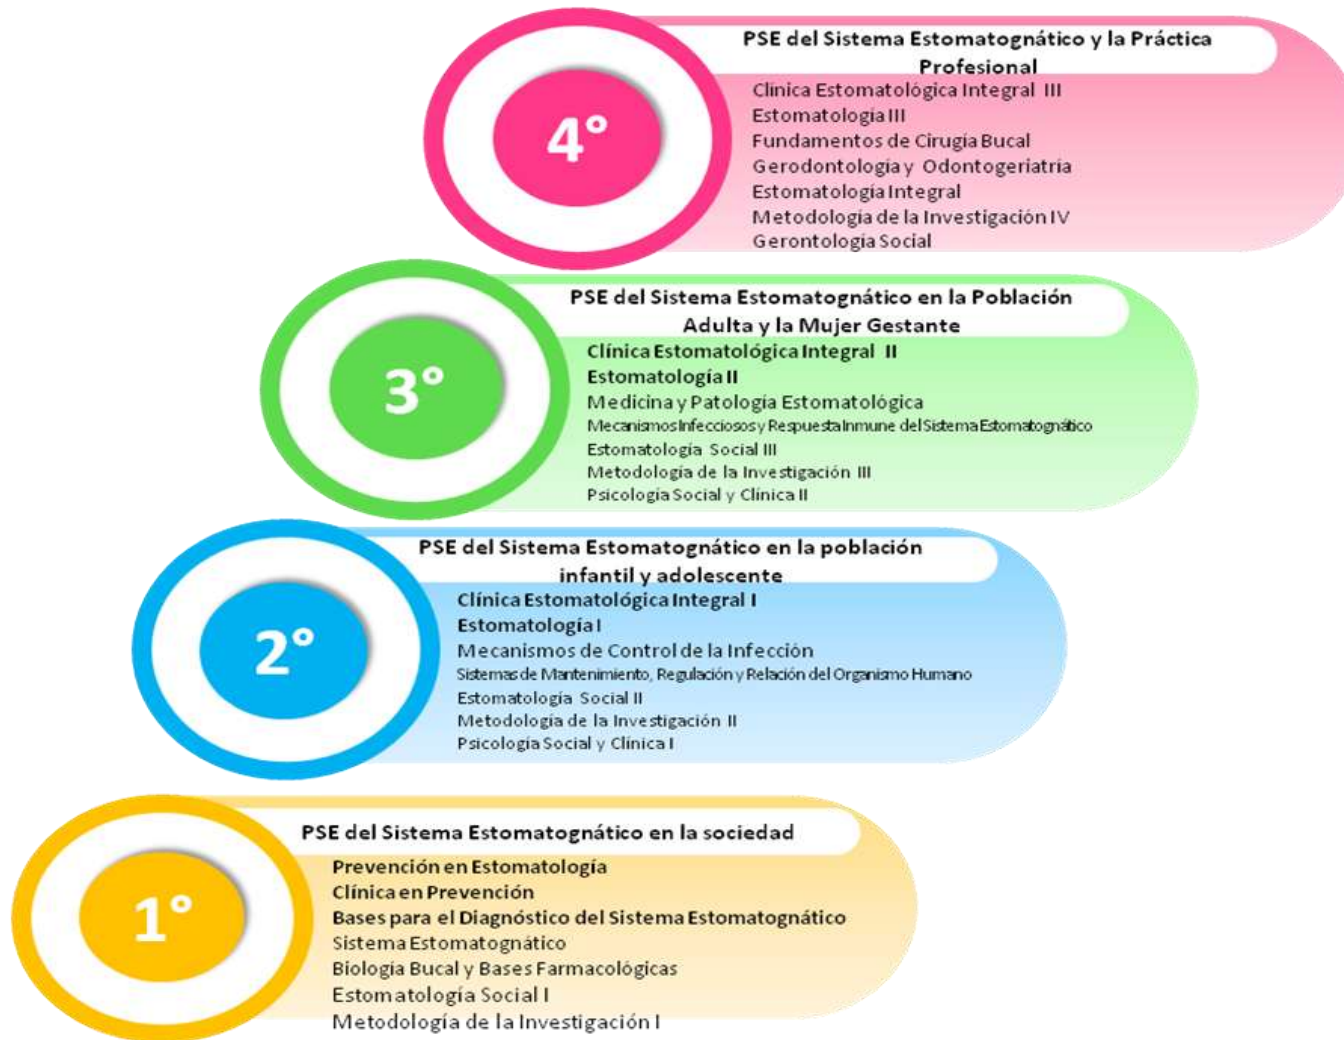 4°
PSE del Sistema Estomatognático y la Práctica
Profesional
Clínica Estomatológica Integral III
Estomatología III
Fundamentos de Cirugía Bucal
Gerodontología y Odontogeriatría
Estomatología Integral
Metodología de la Investigación IV
Gerontología Social
3°
PSE del Sistema Estomatognático en la Población
Adulta y la Mujer Gestante
Clínica Estomatológica Integral II
Estomatología II
Medicina y Patología Estomatológica
Mecanismos Infecciosos y Respuesta Inmune del Sistema Estomatognático
Estomatología Social III
Metodología de la Investigación III
Psicología Social y Clínica II
2°
PSE del Sistema Estomatognático en la población
infantil y adolescente
Clínica Estomatológica Integral I
Estomatología I
Mecanismos de Control de la Infección
Sistemas de Mantenimiento, Regulación y Relación del Organismo Humano
Estomatología Social II
Metodología de la Investigación II
Psicología Social y Clínica I
1°
PSE del Sistema Estomatognático en la sociedad
Prevención en Estomatología
Clínica en Prevención
Bases para el Diagnóstico del Sistema Estomatognático
Sistema Estomatognático
Biología Bucal y Bases Farmacológicas
Estomatología Social I
Metodología de la Investigación I